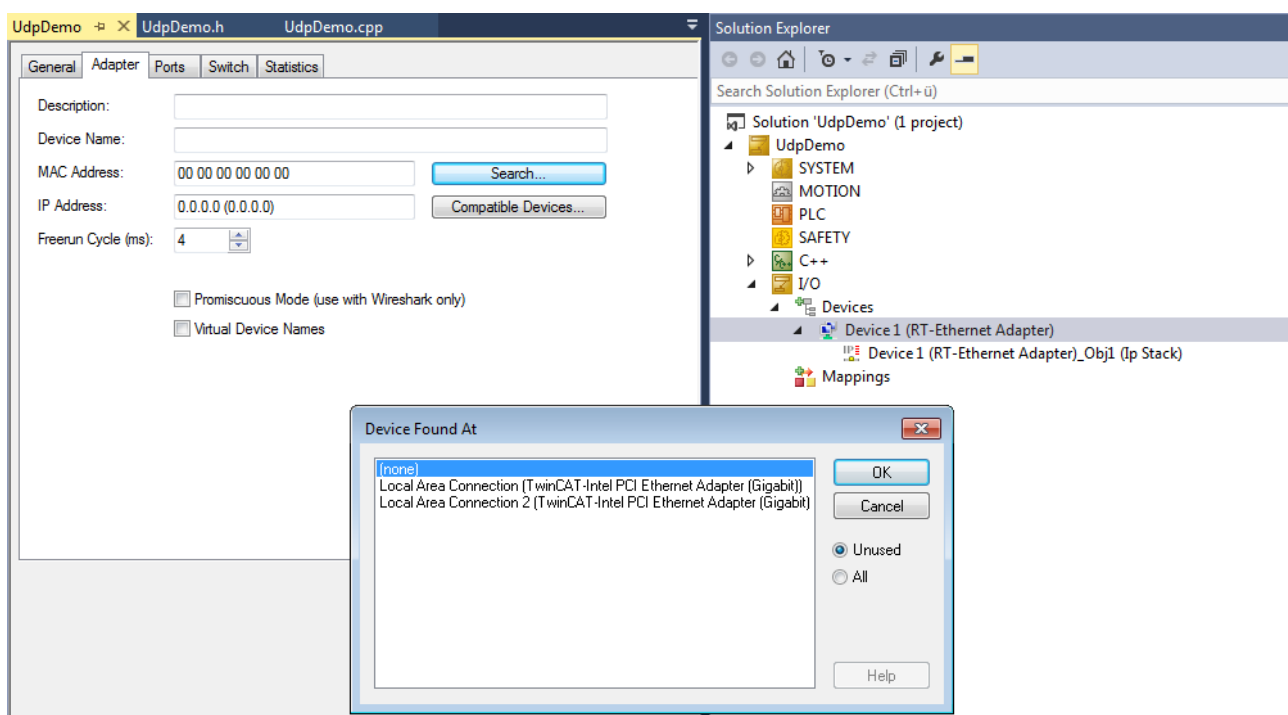 UdpDemo
UdpDemo.h
UdpDemo.cpp
General
Adapter
Ports
Switch
Statistics
Description:
Device Name:
MAC Address:
00 00 00 00 00 00
Search...
IP Address:
0.0.0.0 (0.0.0.0)
Compatible Devices...
Freerun Cycle (ms):
4
Promiscuous Mode (use with Wireshark only)
Virtual Device Names
Solution Explorer
Search Solution Explorer (Ctrl+ü)
Solution 'UdpDemo' (1 project)
UdpDemo
SYSTEM
MOTION
PLC
SAFETY
C++
I/O
Devices
Device 1 (RT-Ethernet Adapter)
Device 1 (RT-Ethernet Adapter)_Obj1 (Ip Stack)
Mappings
Device Found At
(none)
Local Area Connection (TwinCAT-Intel PCI Ethernet Adapter (Gigabit))
Local Area Connection 2 (TwinCAT-Intel PCI Ethernet Adapter (Gigabit)
OK
Cancel
Unused
All
Help